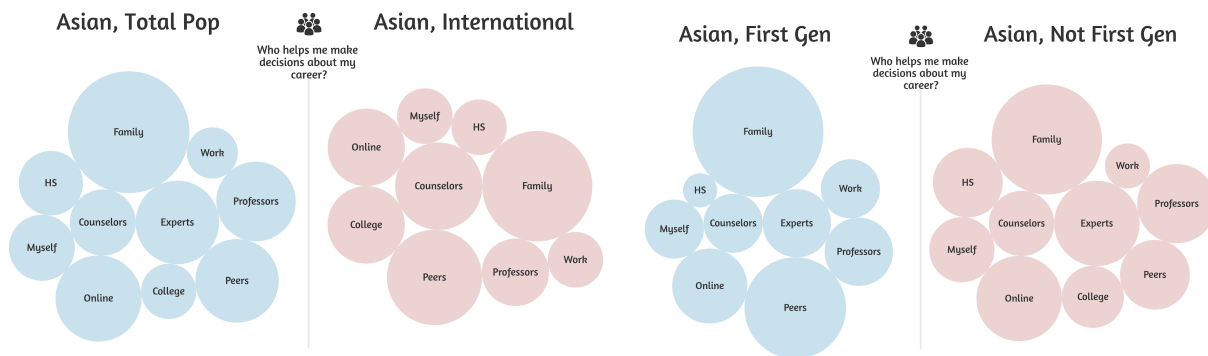 Asian, Total Pop
Who helps me make
decisions about my
career?
Asian, International
Family
Work
HS
Professors
Counselors
Experts
Myself
Peers
College
Online
Myself
HS
Online
Counselors
Family
College
Peers
Professors
Work
Asian, First Gen
Who helps me make
decisions about my
career?
Asian, Not First Gen
Family
HS
Work
Myself
Counselors
Experts
Professors
Online
Peers
Family
Work
HS
Professors
Counselors
Experts
Myself
Peers
Online
College